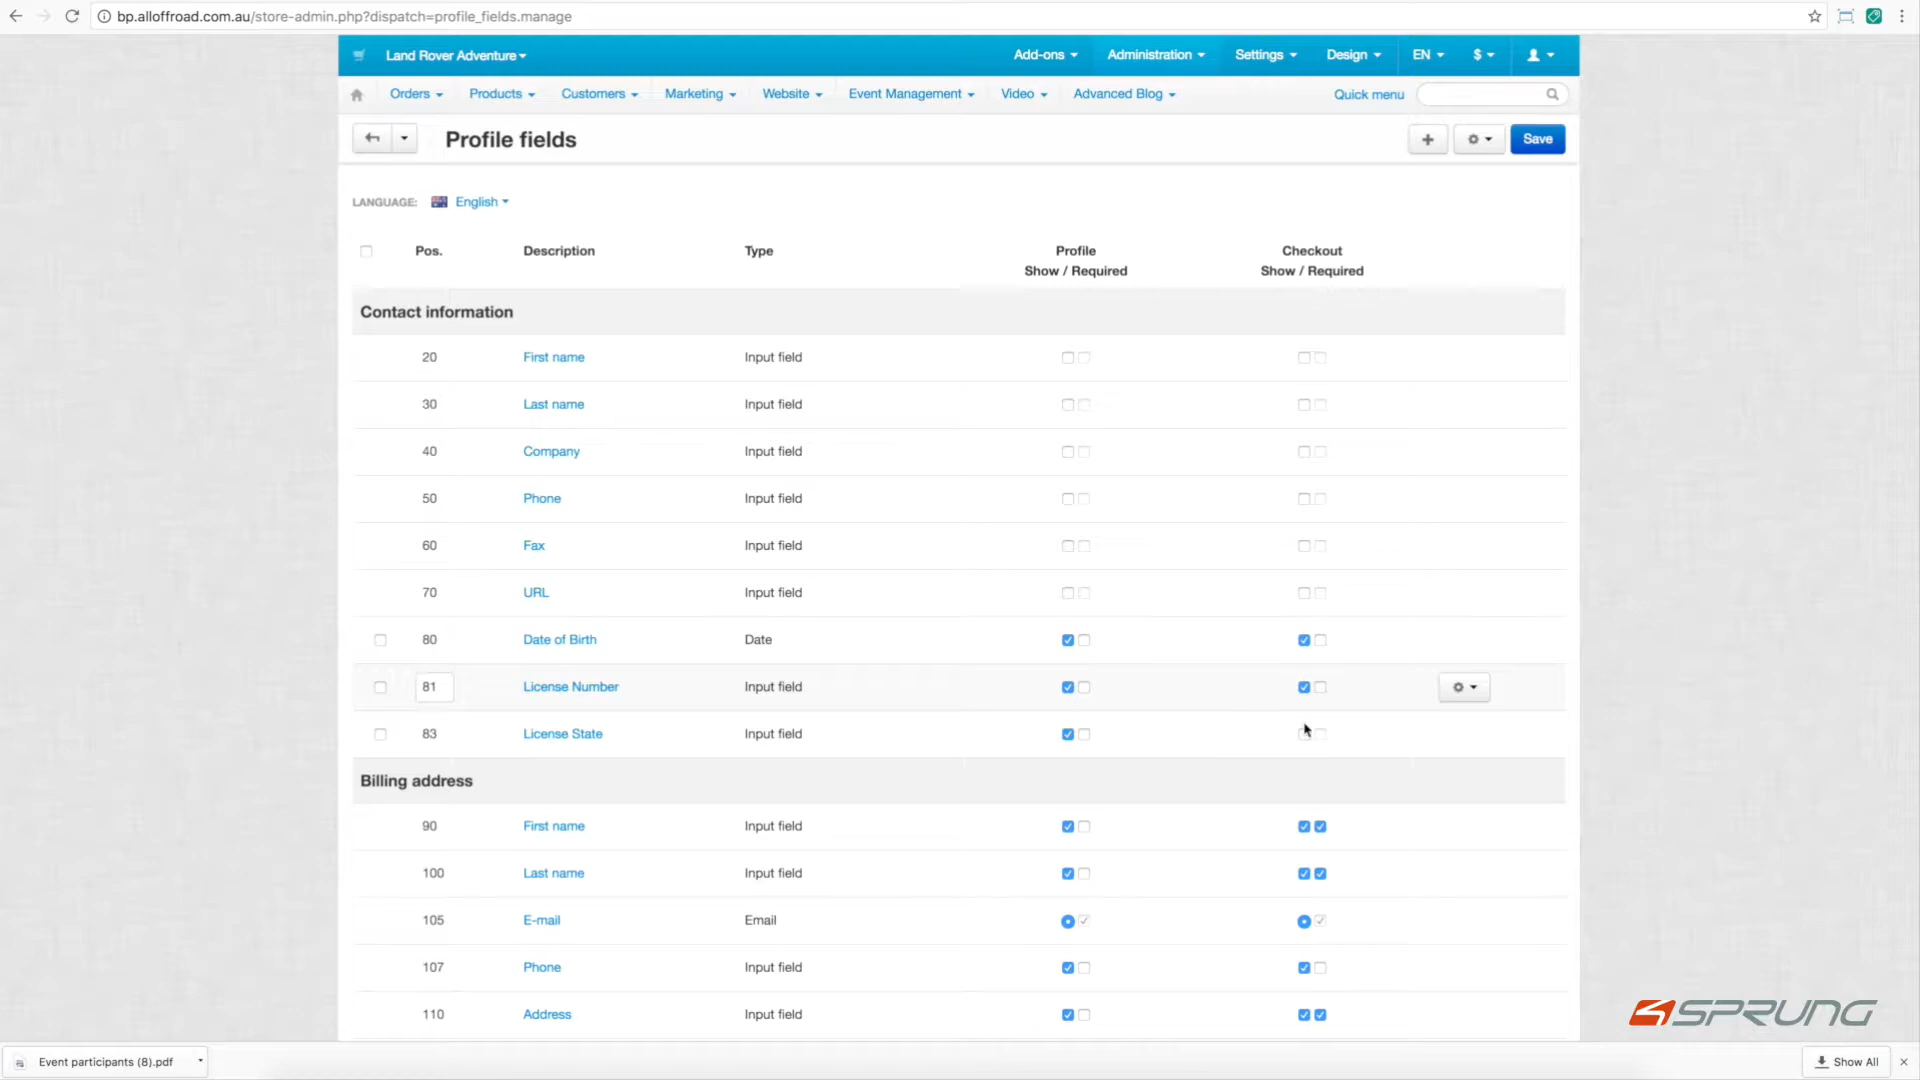 bp.alloffroad.com.au/store-admin.php?dispatch=profile_fields.manage
Land Rover Adventure
Add-ons
Administration
Settings
Design
EN
$
Orders
Products
Customers
Marketing
Website
Event Management
Video
Advanced Blog
Quick menu
Profile fields
Save
LANGUAGE: English
Pos. Description Type Profile Checkout
Show / Required Show / Required
Contact information
20 First name Input field
30 Last name Input field
40 Company Input field
50 Phone Input field
60 Fax Input field
70 URL Input field
80 Date of Birth Date
81 License Number Input field
83 License State Input field
Billing address
90 First name Input field
100 Last name Input field
105 E-mail Email
107 Phone Input field
110 Address Input field
SPRUNG
Event participants (8).pdf
Show All